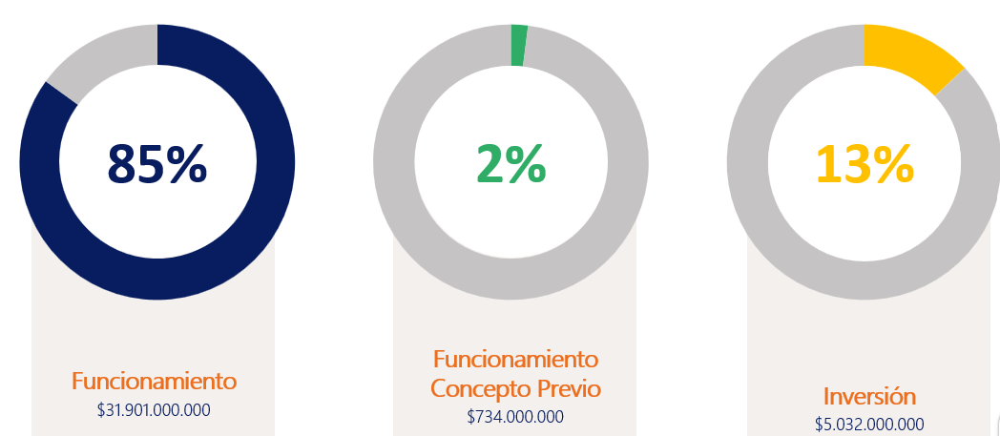 85%
2%
13%
Funcionamiento
$31.901.000.000
Funcionamiento
Concepto Previo
$734.000.000
Inversión
$5.032.000.000